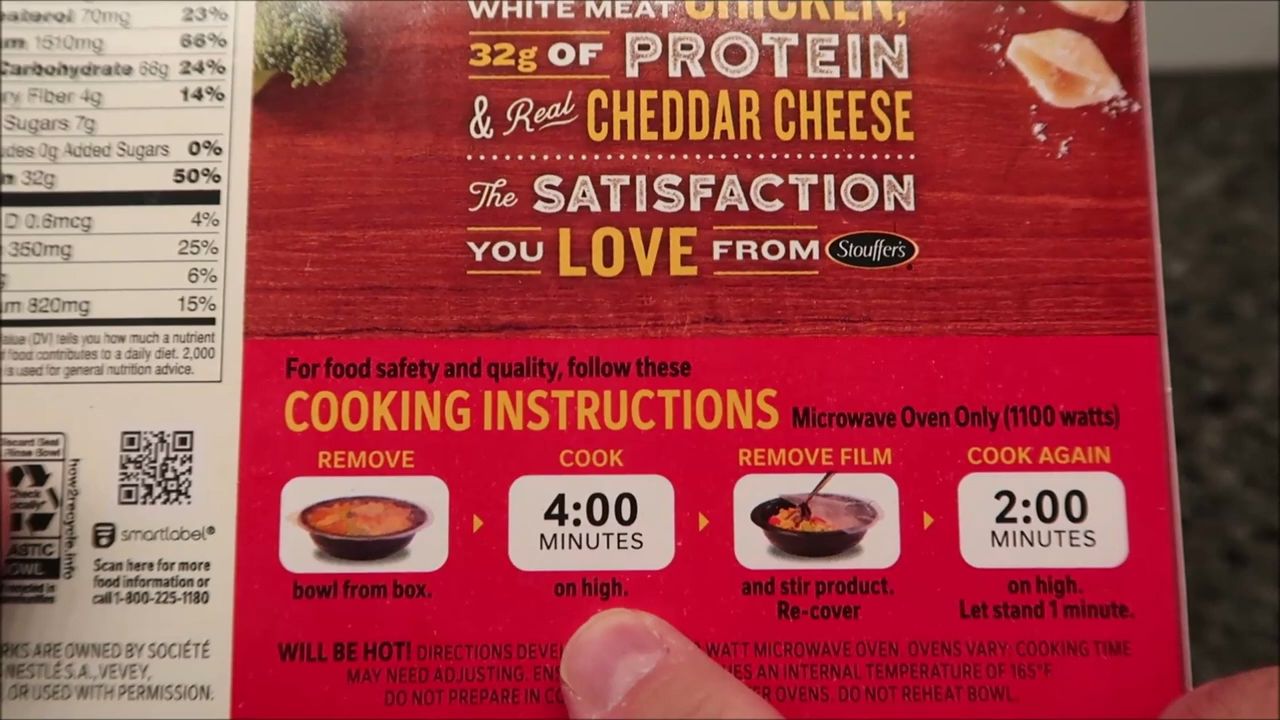 70mg 23%
1510mg 66%
Carbohydrate 66g 24%
Fiber 4g 14%
Sugars 7g
0g Added Sugars 0%
32g 50%
D 0.6mcg 4%
350mg 25%
6%
820mg 15%
(DV) tells you how much a nutrient
food contributes to a daily diet. 2,000
is used for general nutrition advice.
how2recycle.info
smartlabel®
Scan here for more
food information or
call 1-800-225-1180
ARE OWNED BY SOCIÉTÉ
NESTLÉ S.A., VEVEY,
OR USED WITH PERMISSION.
WHITE MEAT CHICKEN,
32g OF PROTEIN
& Real CHEDDAR CHEESE
The SATISFACTION
YOU LOVE FROM Stouffer's
For food safety and quality, follow these
COOKING INSTRUCTIONS Microwave Oven Only (1100 watts)
REMOVE
bowl from box.
COOK
4:00
MINUTES
on high.
REMOVE FILM
and stir product.
Re-cover
COOK AGAIN
2:00
MINUTES
on high.
Let stand 1 minute.
WILL BE HOT! DIRECTIONS WATT MICROWAVE OVEN. OVENS VARY: COOKING TIME
MAY NEED ADJUSTING. AN INTERNAL TEMPERATURE OF 165°F
DO NOT PREPARE IN OVENS. DO NOT REHEAT BOWL.